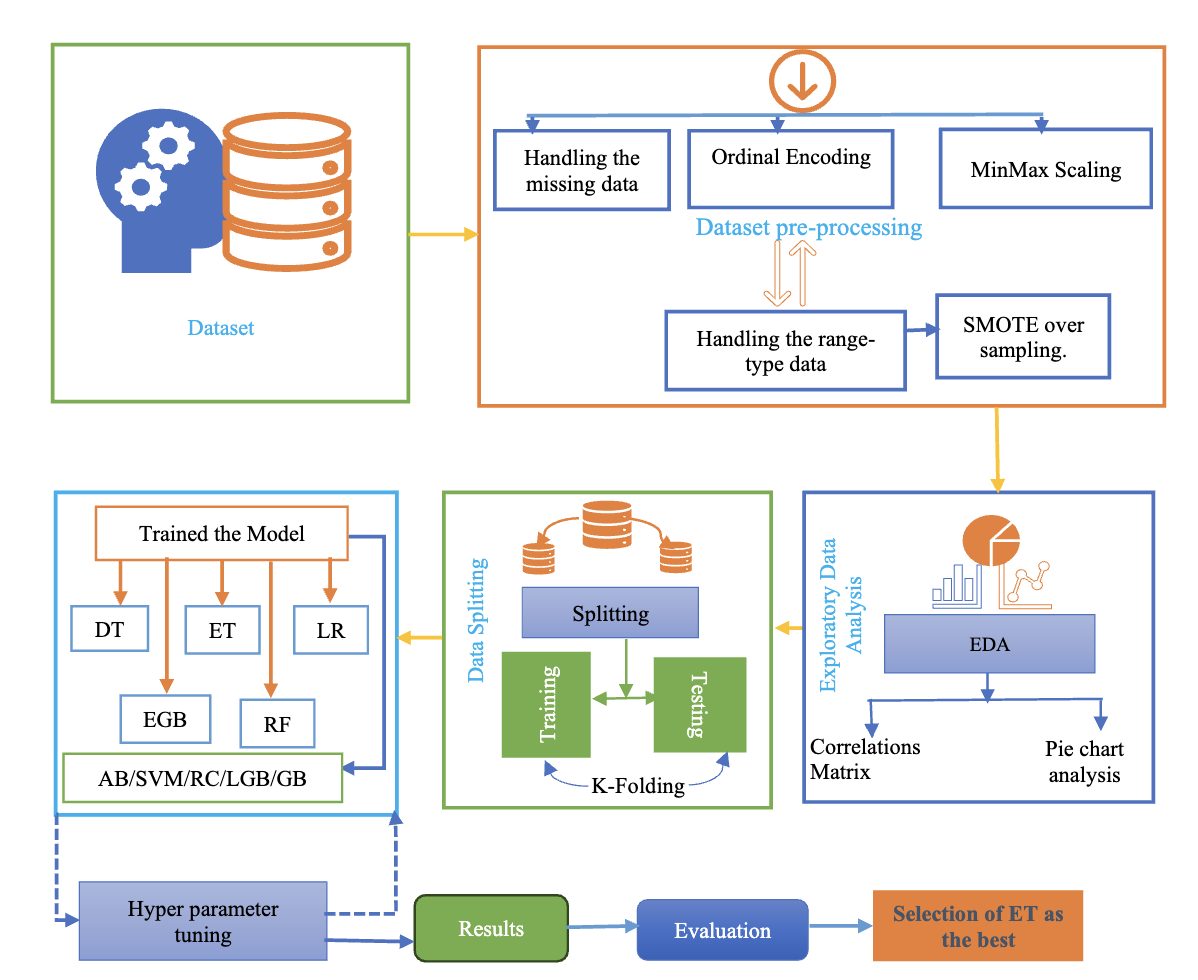 Dataset
Handling the
missing data
Ordinal Encoding
MinMax Scaling
Dataset pre-processing
Handling the range-
type data
SMOTE over
sampling.
Exploratory Data
Analysis
EDA
Correlations
Matrix
Pie chart
analysis
Data Splitting
Splitting
Training
Testing
K-Folding
Trained the Model
DT
ET
LR
EGB
RF
AB/SVM/RC/LGB/GB
Hyper parameter
tuning
Results
Evaluation
Selection of ET as
the best